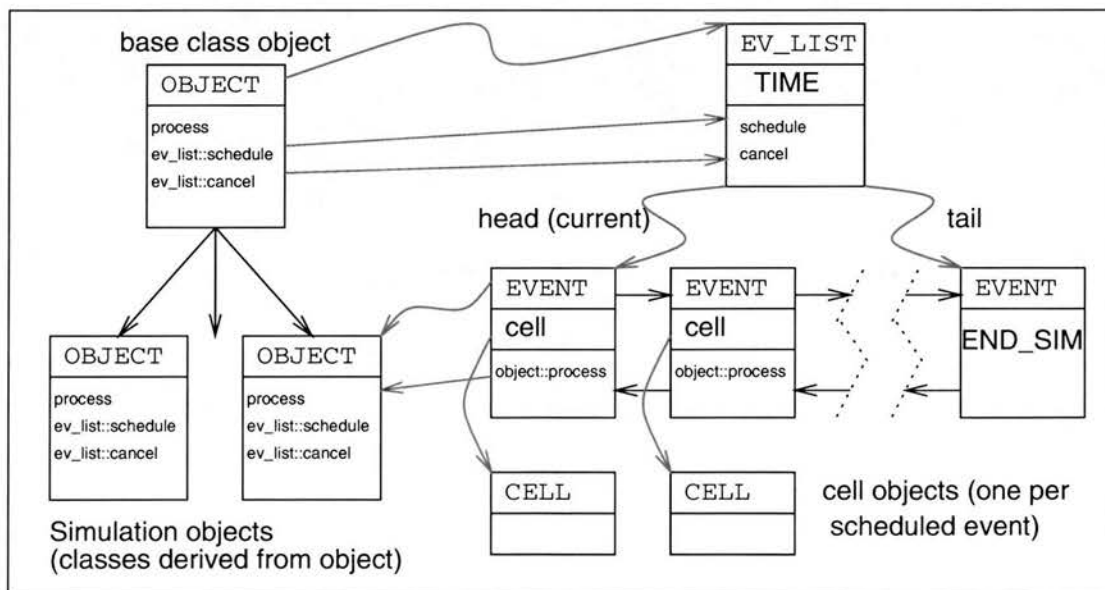 base class object
OBJECT
process
ev_list::schedule
ev_list::cancel
EV_LIST
TIME
schedule
cancel
head (current)
tail
OBJECT
process
ev_list::schedule
ev_list::cancel
OBJECT
process
ev_list::schedule
ev_list::cancel
EVENT
cell
object::process
EVENT
cell
object::process
EVENT
END_SIM
CELL
CELL
cell objects (one per
scheduled event)
Simulation objects
(classes derived from object)